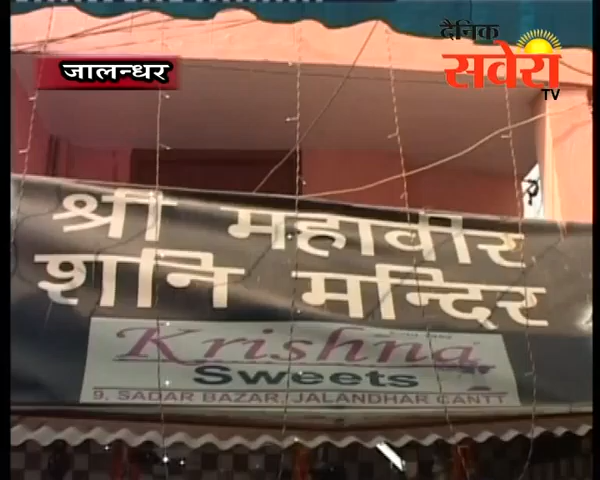 दैनिक
सवेरा
TV
जालन्धर
श्री महावीर
शनि मन्दिर
Krishna
Sweets
9, SADAR BAZAR, JALANDHAR CANTT